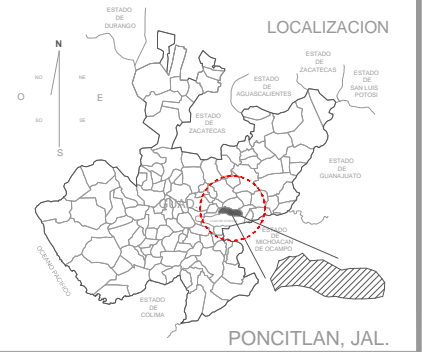 ESTADO
DE
DURANGO
LOCALIZACION
N
NO
NE
O
E
SO
SE
S
ESTADO
DE
ZACATECAS
ESTADO
DE
AGUASCALIENTES
ESTADO
DE
SAN LUIS
POTOSI
ESTADO
DE
ZACATECAS
ESTADO
DE
GUANAJUATO
GUAD
ESTADO
DE
MICHOACAN
DE OCAMPO
OCEANO PACIFICO
ESTADO
DE
COLIMA
PONCITLAN, JAL.